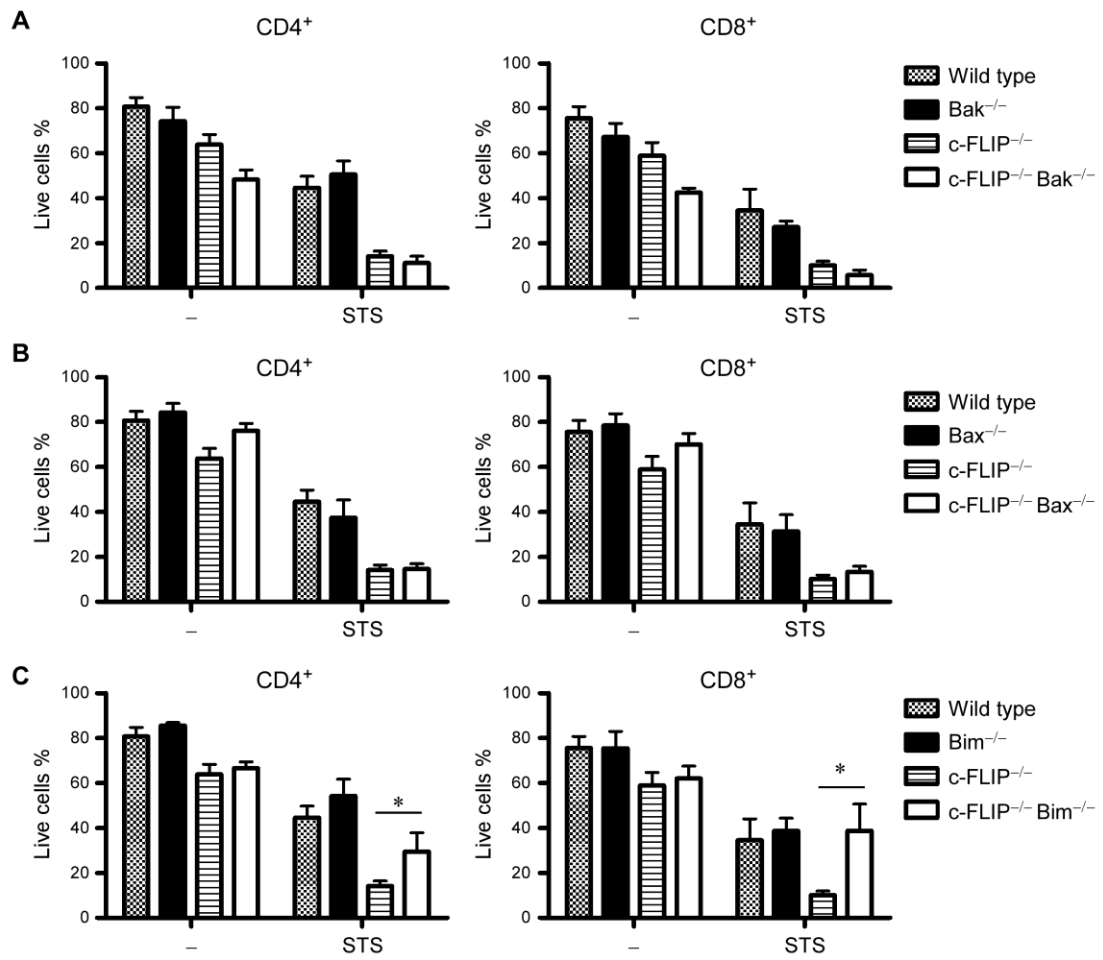 A
CD4⁺
CD8⁺
Live cells %
100
80
60
40
20
0
–
STS
Live cells %
100
80
60
40
20
0
–
STS
Wild type
Bak⁻/⁻
c-FLIP⁻/⁻
c-FLIP⁻/⁻ Bak⁻/⁻
B
CD4⁺
CD8⁺
Live cells %
100
80
60
40
20
0
–
STS
Live cells %
100
80
60
40
20
0
–
STS
Wild type
Bax⁻/⁻
c-FLIP⁻/⁻
c-FLIP⁻/⁻ Bax⁻/⁻
C
CD4⁺
CD8⁺
Live cells %
100
80
60
40
20
0
*
–
STS
Live cells %
100
80
60
40
20
0
*
–
STS
Wild type
Bim⁻/⁻
c-FLIP⁻/⁻
c-FLIP⁻/⁻ Bim⁻/⁻